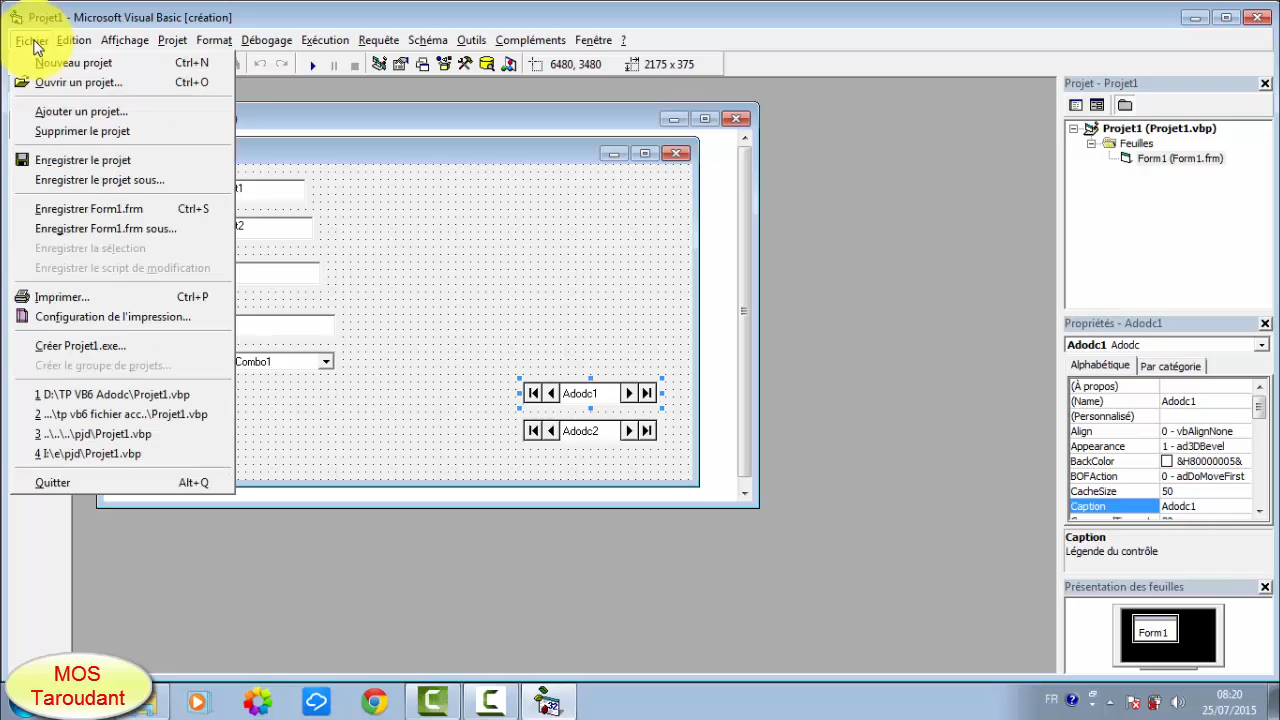 Projet1 - Microsoft Visual Basic [création]
Fichier Edition Affichage Projet Format Débogage Exécution Requête Schéma Outils Compléments Fenêtre ?
6480, 3480 2175 x 375
Nouveau projet Ctrl+N
Ouvrir un projet... Ctrl+O
Ajouter un projet...
Supprimer le projet
Enregistrer le projet
Enregistrer le projet sous...
Enregistrer Form1.frm Ctrl+S
Enregistrer Form1.frm sous...
Enregistrer la sélection
Enregistrer le script de modification
Imprimer... Ctrl+P
Configuration de l'impression...
Créer Projet1.exe...
Créer le groupe de projets...
1 D:\TP VB6 Adodc\Projet1.vbp
2 ...\tp vb6 fichier acc..\Projet1.vbp
3 ..\..\..\pjd\Projet1.vbp
4 I:\e\pjd\Projet1.vbp
Quitter Alt+Q
Combo1
Adodc1
Adodc2
Projet - Projet1
Projet1 (Projet1.vbp)
Feuilles
Form1 (Form1.frm)
Propriétés - Adodc1
Adodc1 Adodc
Alphabétique Par catégorie
(À propos)
(Name) Adodc1
(Personnalisé)
Align 0 - vbAlignNone
Appearance 1 - ad3DBevel
BackColor &H80000005&
BOFAction 0 - adDoMoveFirst
CacheSize 50
Caption Adodc1
Caption
Légende du contrôle
Présentation des feuilles
Form1
MOS
Taroudant
FR
08:20
25/07/2015